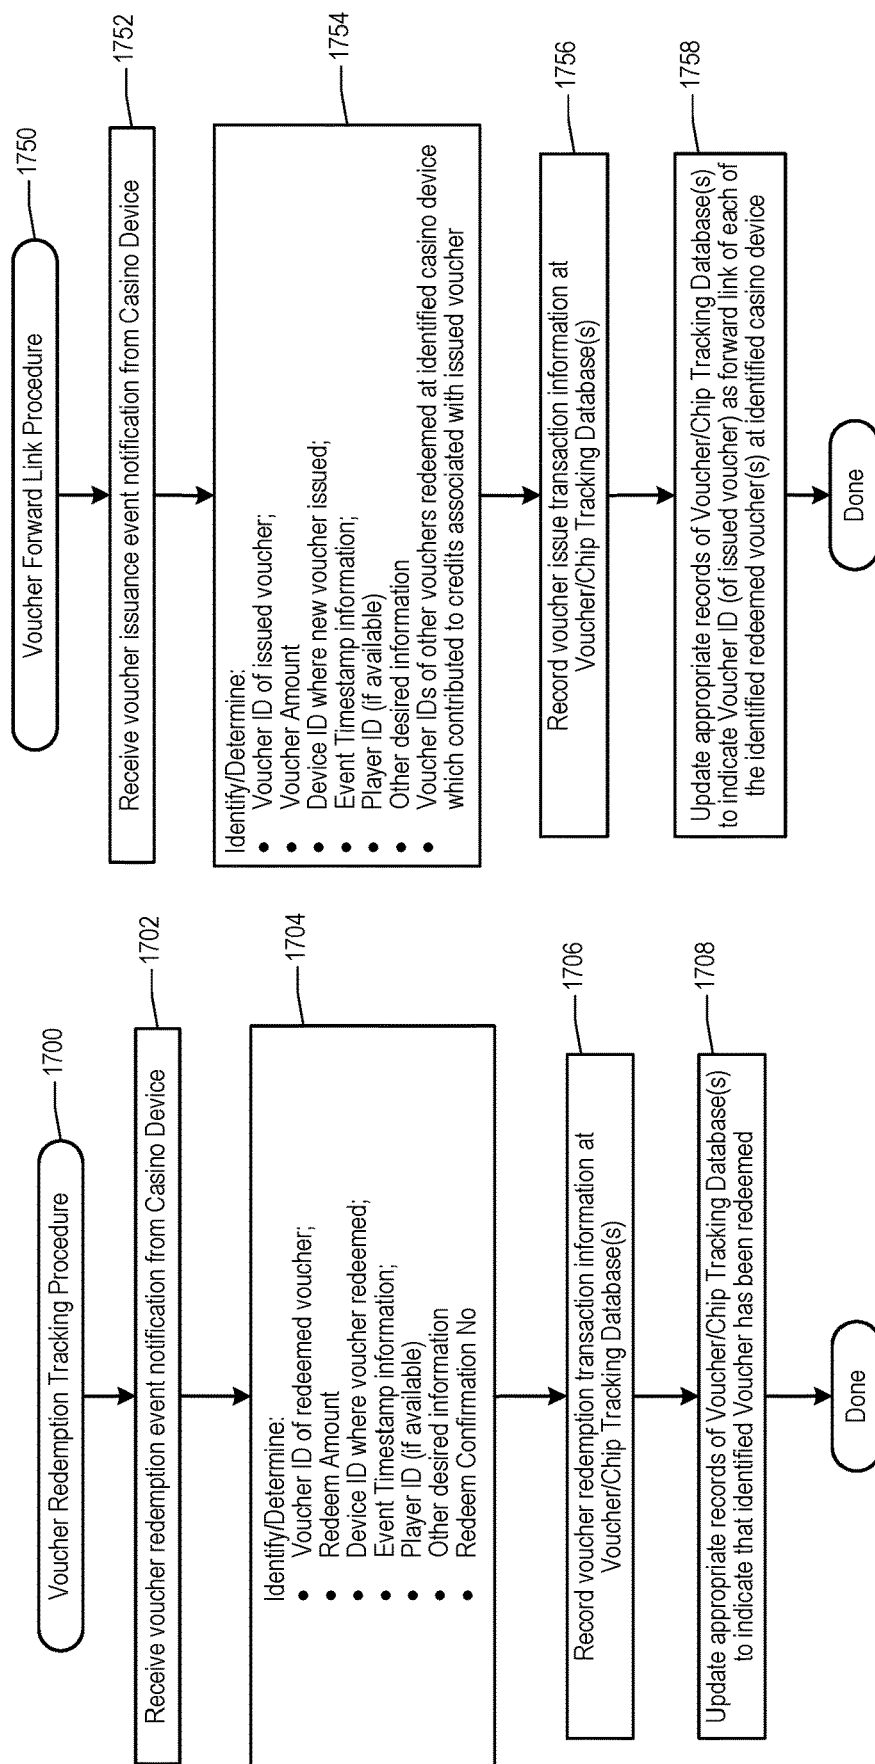 Voucher Redemption Tracking Procedure
1700
Receive voucher redemption event notification from Casino Device
1702
Identify/Determine:
• Voucher ID of redeemed voucher;
• Redeem Amount
• Device ID where voucher redeemed;
• Event Timestamp information;
• Player ID (if available)
• Other desired information
• Redeem Confirmation No
1704
Record voucher redemption transaction information at
Voucher/Chip Tracking Database(s)
1706
Update appropriate records of Voucher/Chip Tracking Database(s)
to indicate that identified Voucher has been redeemed
1708
Done
Voucher Forward Link Procedure
1750
Receive voucher issuance event notification from Casino Device
1752
Identify/Determine:
• Voucher ID of issued voucher;
• Voucher Amount
• Device ID where new voucher issued;
• Event Timestamp information;
• Player ID (if available)
• Other desired information
• Voucher IDs of other vouchers redeemed at identified casino device
which contributed to credits associated with issued voucher
1754
Record voucher issue transaction information at
Voucher/Chip Tracking Database(s)
1756
Update appropriate records of Voucher/Chip Tracking Database(s)
to indicate Voucher ID (of issued voucher) as forward link of each of
the identified redeemed voucher(s) at identified casino device
1758
Done